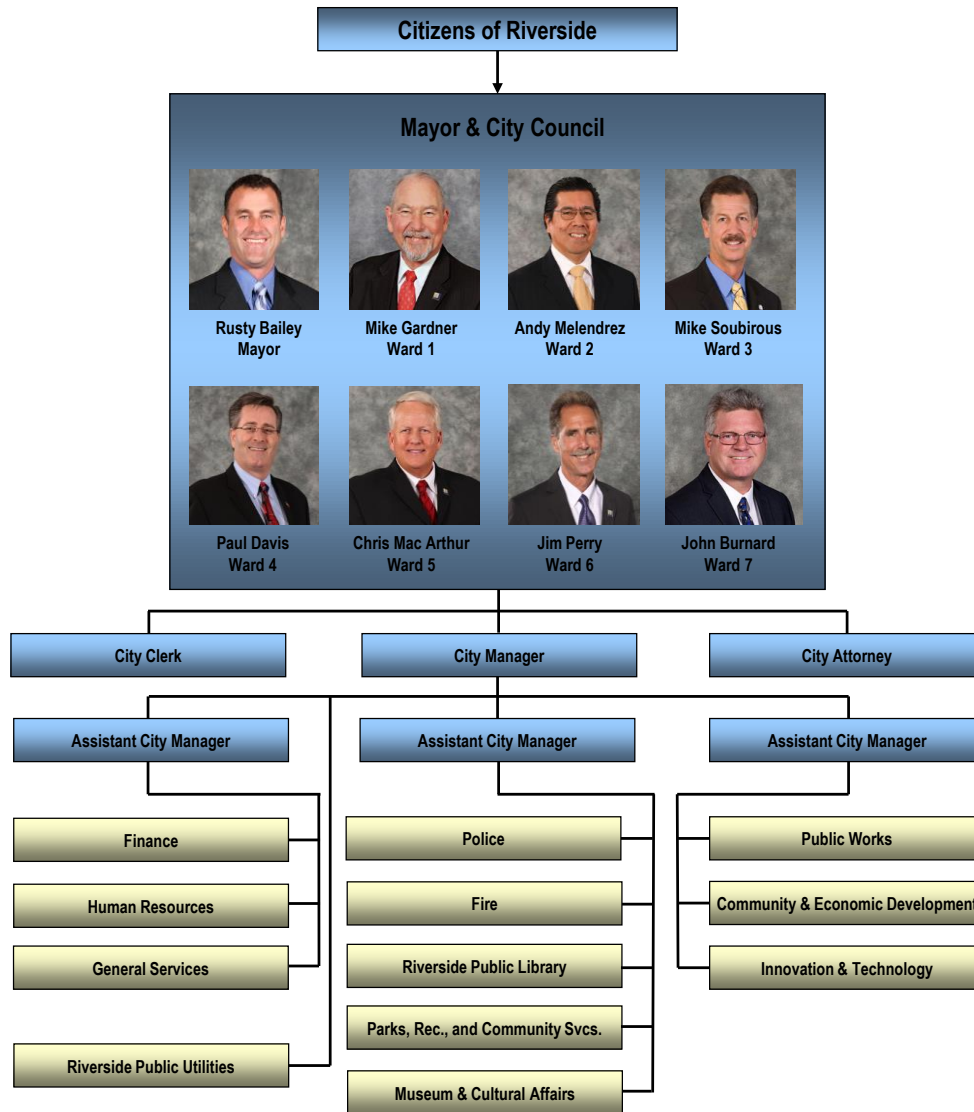 Citizens of Riverside
Mayor & City Council
Rusty Bailey
Mayor
Mike Gardner
Ward 1
Andy Melendrez
Ward 2
Mike Soubirous
Ward 3
Paul Davis
Ward 4
Chris Mac Arthur
Ward 5
Jim Perry
Ward 6
John Burnard
Ward 7
City Clerk
City Manager
City Attorney
Assistant City Manager
Assistant City Manager
Assistant City Manager
Finance
Human Resources
General Services
Riverside Public Utilities
Police
Fire
Riverside Public Library
Parks, Rec., and Community Svcs.
Museum & Cultural Affairs
Public Works
Community & Economic Development
Innovation & Technology